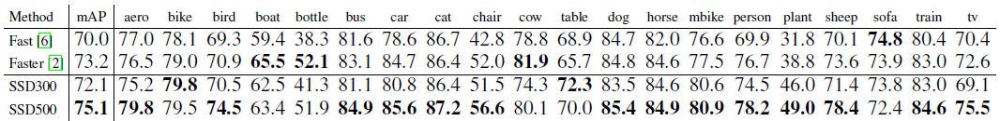 Method mAP aero bike bird boat bottle bus car cat chair cow table dog horse mbike person plant sheep sofa train tv
Fast [6] 70.0 77.0 78.1 69.3 59.4 38.3 81.6 78.6 86.7 42.8 78.8 68.9 84.7 82.0 76.6 69.9 31.8 70.1 74.8 80.4 70.4
Faster [2] 73.2 76.5 79.0 70.9 65.5 52.1 83.1 84.7 86.4 52.0 81.9 65.7 84.8 84.6 77.5 76.7 38.8 73.6 73.9 83.0 72.6
SSD300 72.1 75.2 79.8 70.5 62.5 41.3 81.1 80.8 86.4 51.5 74.3 72.3 83.5 84.6 80.6 74.5 46.0 71.4 73.8 83.0 69.1
SSD500 75.1 79.8 79.5 74.5 63.4 51.9 84.9 85.6 87.2 56.6 80.1 70.0 85.4 84.9 80.9 78.2 49.0 78.4 72.4 84.6 75.5